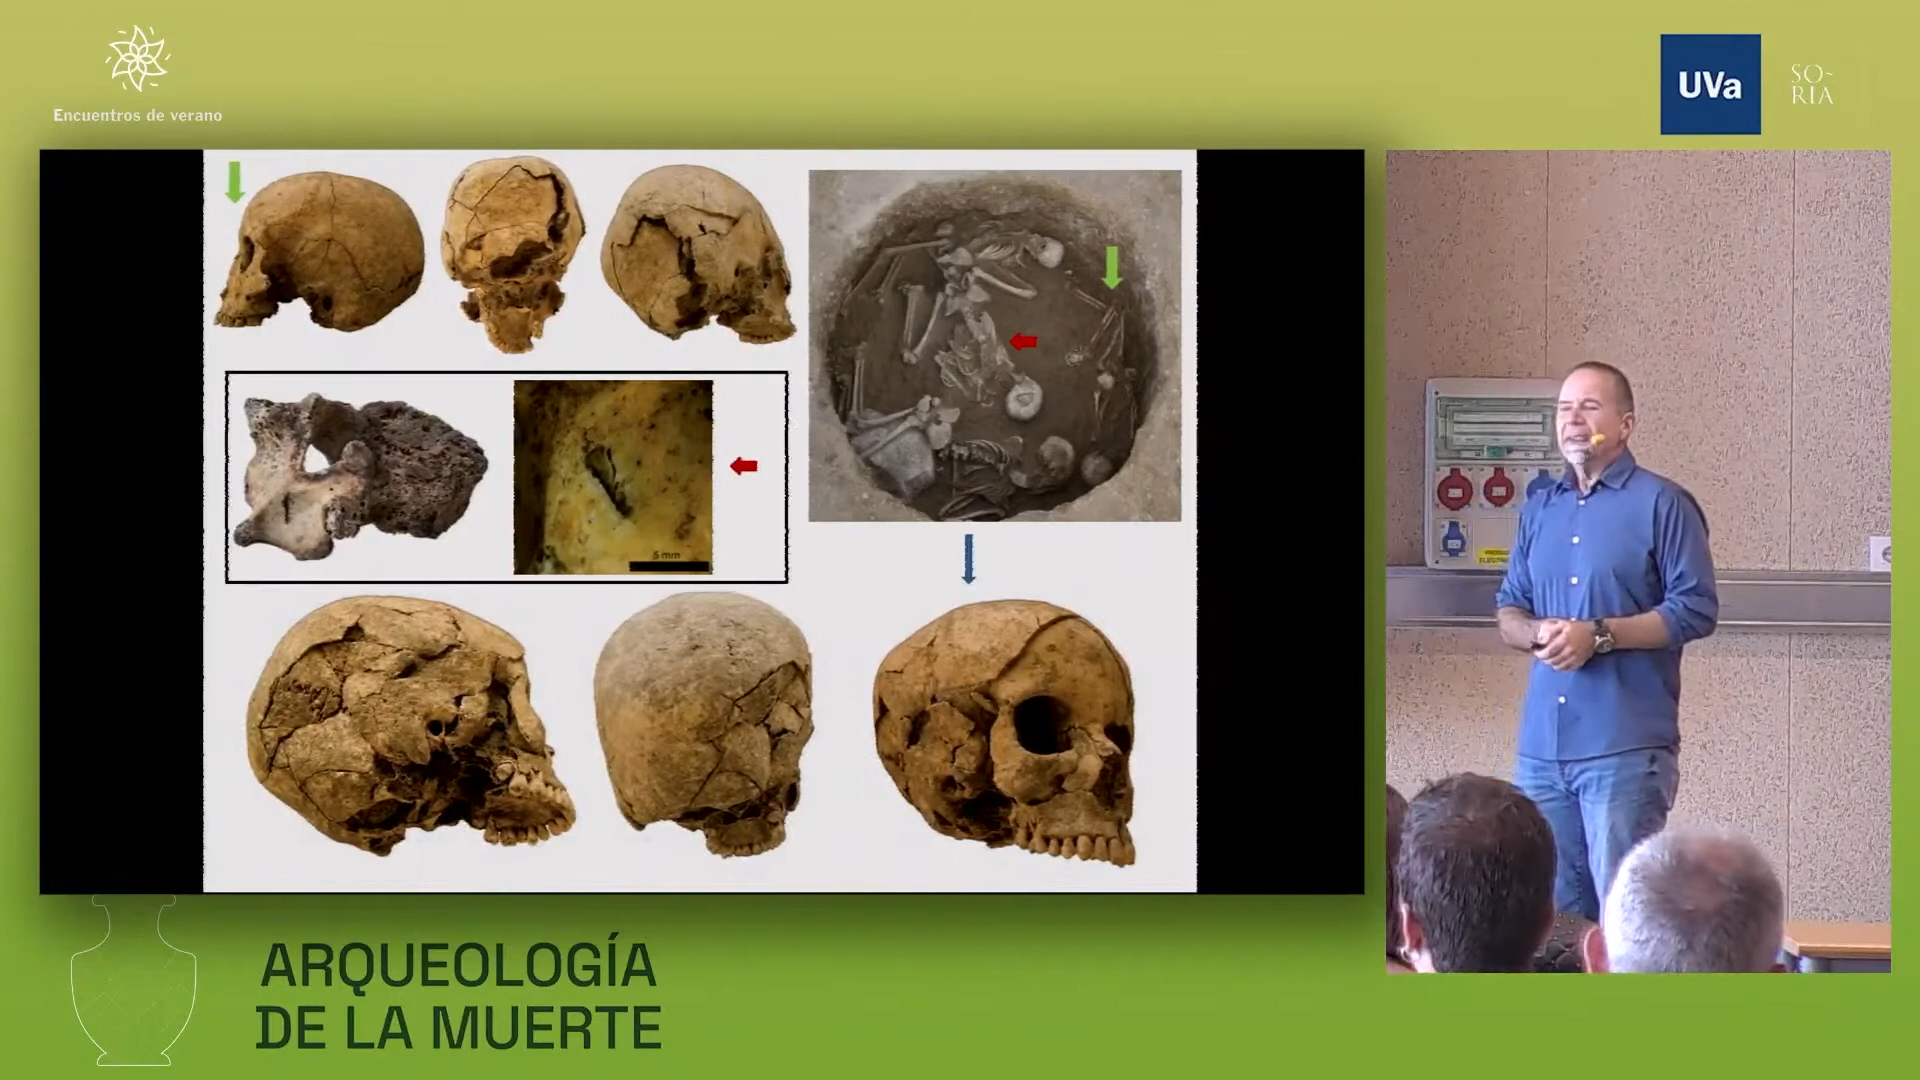 Encuentros de verano
UVa
SO-
RIA
5 mm
ARQUEOLOGÍA
DE LA MUERTE